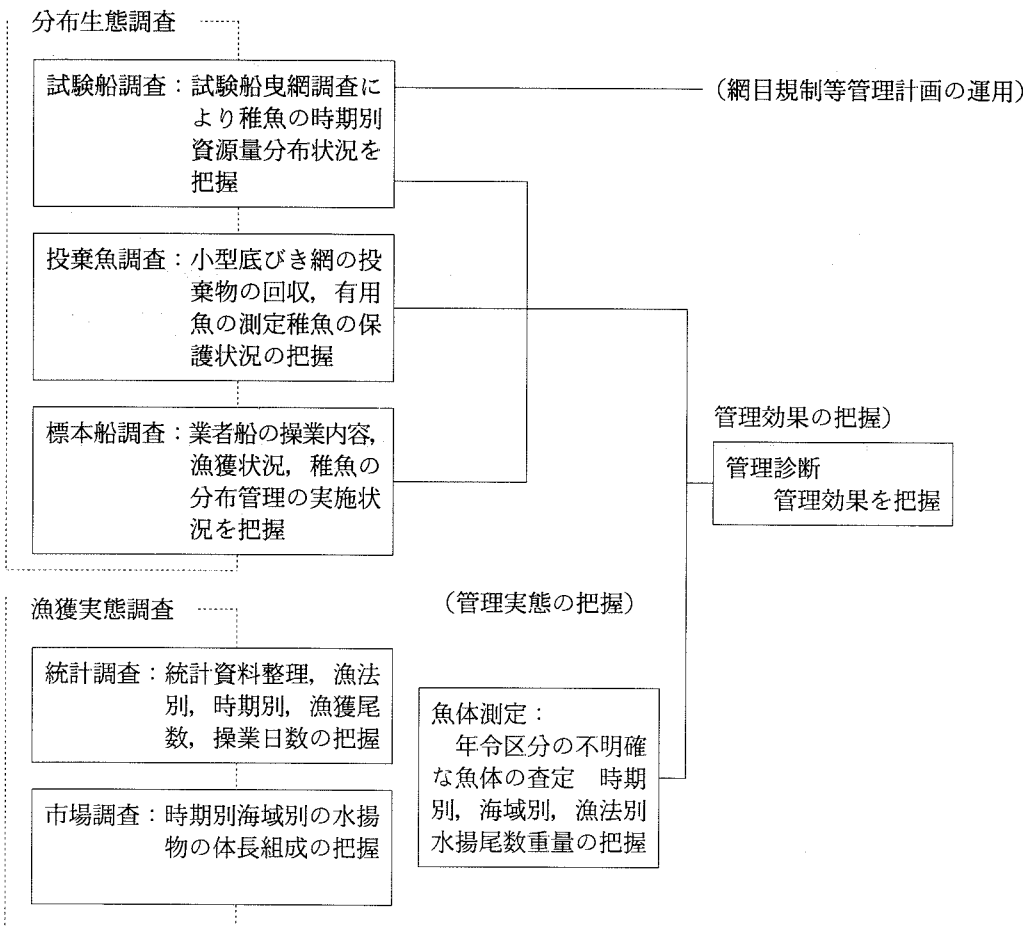 分布生態調査
試験船調査：試験船曳網調査に
より稚魚の時期別
資源量分布状況を
把握
(網目規制等管理計画の運用)
投棄魚調査：小型底びき網の投
棄物の回収，有用
魚の測定稚魚の保
護状況の把握
標本船調査：業者船の操業内容，
漁獲状況，稚魚の
分布管理の実施状
況を把握
管理効果の把握)
管理診断
管理効果を把握
漁獲実態調査
(管理実態の把握)
統計調査：統計資料整理，漁法
別，時期別，漁獲尾
数，操業日数の把握
市場調査：時期別海域別の水揚
物の体長組成の把握
魚体測定：
年令区分の不明確
な魚体の査定　時期
別，海域別，漁法別
水揚尾数重量の把握